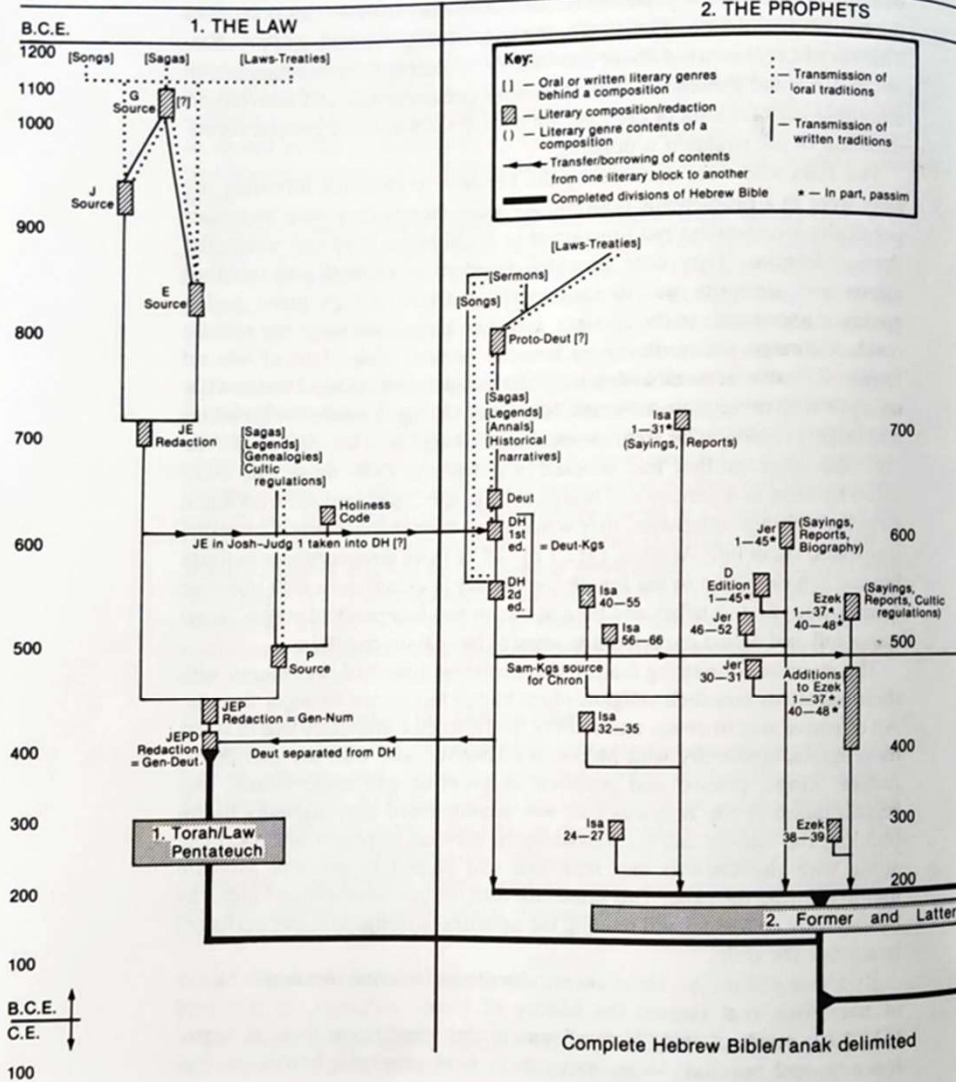 B.C.E.
1. THE LAW
2. THE PROPHETS
1200
1100
1000
900
800
700
600
500
400
300
200
100
B.C.E.
C.E.
100
[Songs]
[Sagas]
[Laws-Treaties]
G
Source
[?]
J
Source
E
Source
JE
Redaction
[Sagas]
[Legends]
[Genealogies]
[Cultic
regulations]
Holiness
Code
JE in Josh–Judg 1 taken into DH [?]
P
Source
JEP
Redaction = Gen-Num
JEPD
Redaction
= Gen-Deut
Deut separated from DH
1. Torah/Law
Pentateuch
Key:
[ ] – Oral or written literary genres
behind a composition
– Literary composition/redaction
( ) – Literary genre contents of a
composition
– Transfer/borrowing of contents
from one literary block to another
– Completed divisions of Hebrew Bible
– Transmission of
oral traditions
– Transmission of
written traditions
* – In part, passim
[Laws-Treaties]
[Sermons]
[Songs]
Proto-Deut [?]
[Sagas]
[Legends]
[Annals]
[Historical
narratives]
Deut
DH
1st
ed.
= Deut-Kgs
DH
2d
ed.
Isa
1–31*
(Sayings, Reports)
Isa
40–55
Isa
56–66
Sam-Kgs source
for Chron
Isa
32–35
Isa
24–27
Jer
1–45*
(Sayings,
Reports,
Biography)
D
Edition
1–45*
Jer
46–52
Jer
30–31
Ezek
1–37*,
40–48*
(Sayings,
Reports, Cultic
regulations)
Additions
to Ezek
1–37*,
40–48*
Ezek
38–39
700
600
500
400
300
200
2. Former and Latter
Complete Hebrew Bible/Tanak delimited